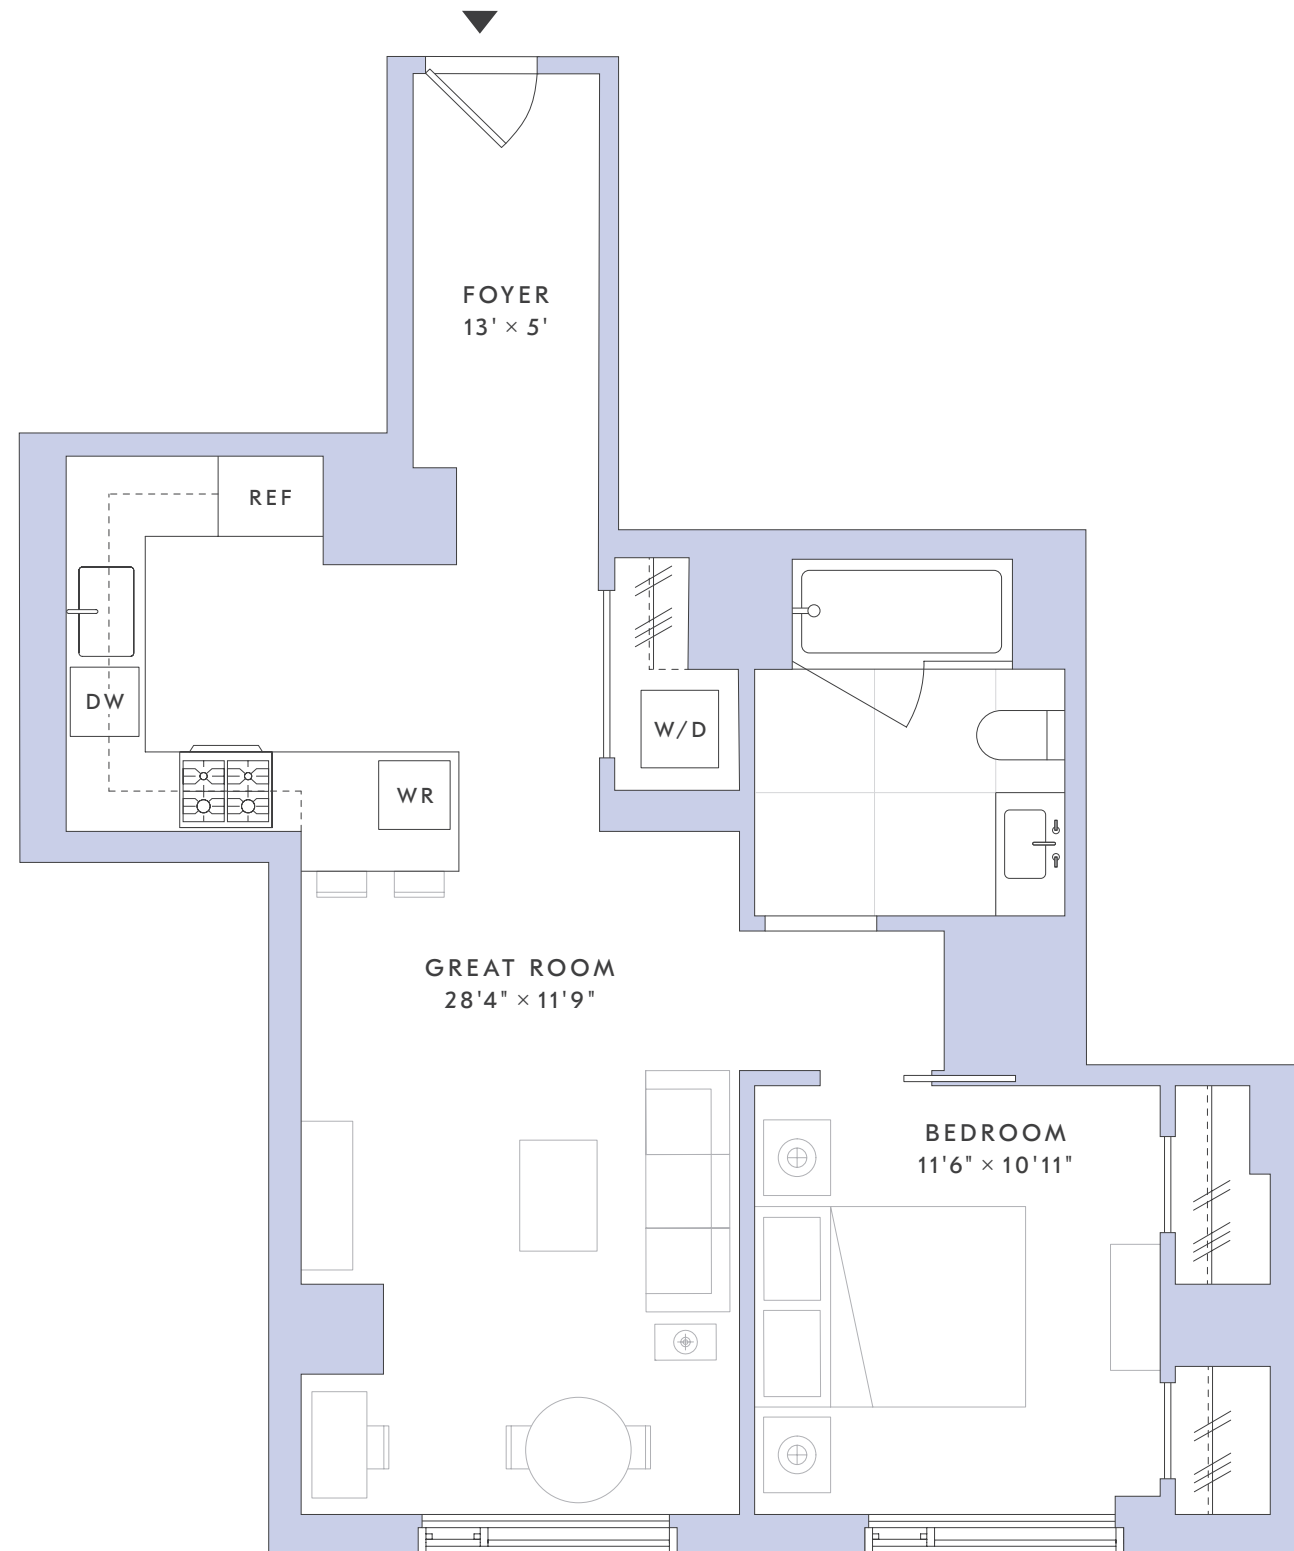 FOYER
13' × 5'
REF
DW
W/D
WR
GREAT ROOM
28'4" × 11'9"
BEDROOM
11'6" × 10'11"